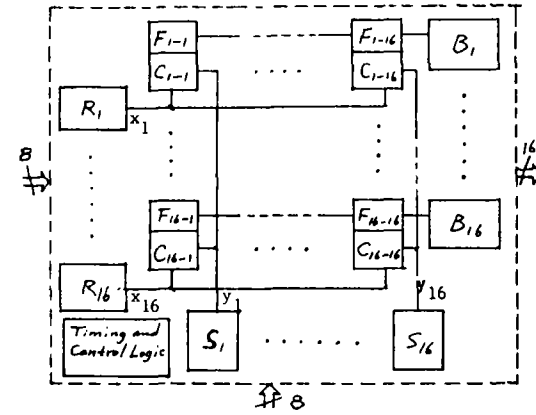 F1-1
F1-16
B1
C1-1
C1-16
R1
x1
8
16
F16-1
F16-16
B16
C16-1
C16-16
R16
x16
y1
y16
Timing and
Control Logic
S1
S16
8